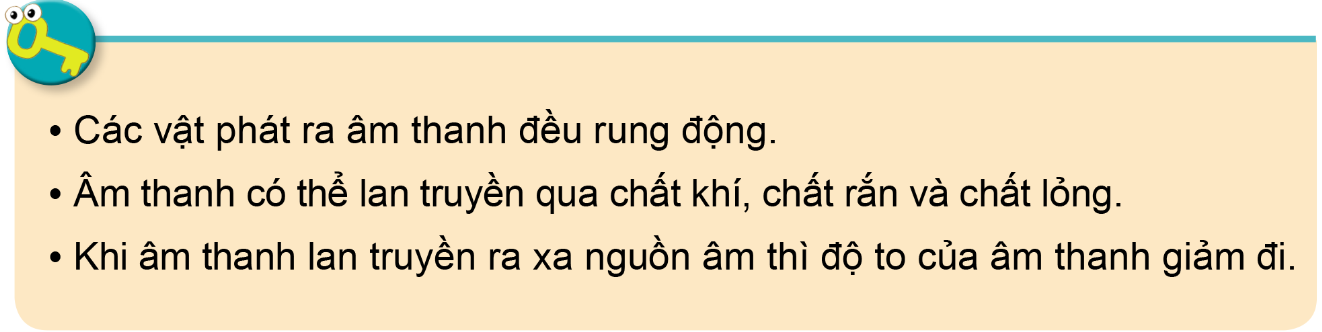 • Các vật phát ra âm thanh đều rung động.
• Âm thanh có thể lan truyền qua chất khí, chất rắn và chất lỏng.
• Khi âm thanh lan truyền ra xa nguồn âm thì độ to của âm thanh giảm đi.